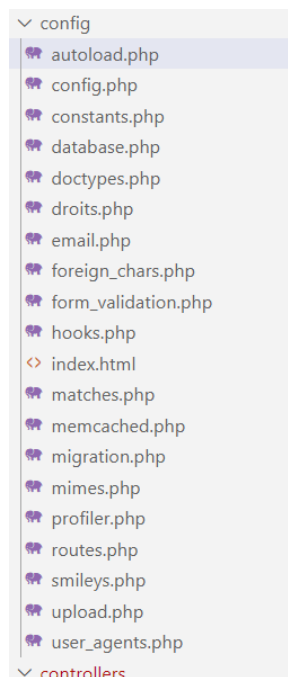 config
autoload.php
config.php
constants.php
database.php
doctypes.php
droits.php
email.php
foreign_chars.php
form_validation.php
hooks.php
index.html
matches.php
memcached.php
migration.php
mimes.php
profiler.php
routes.php
smileys.php
upload.php
user_agents.php
controllers